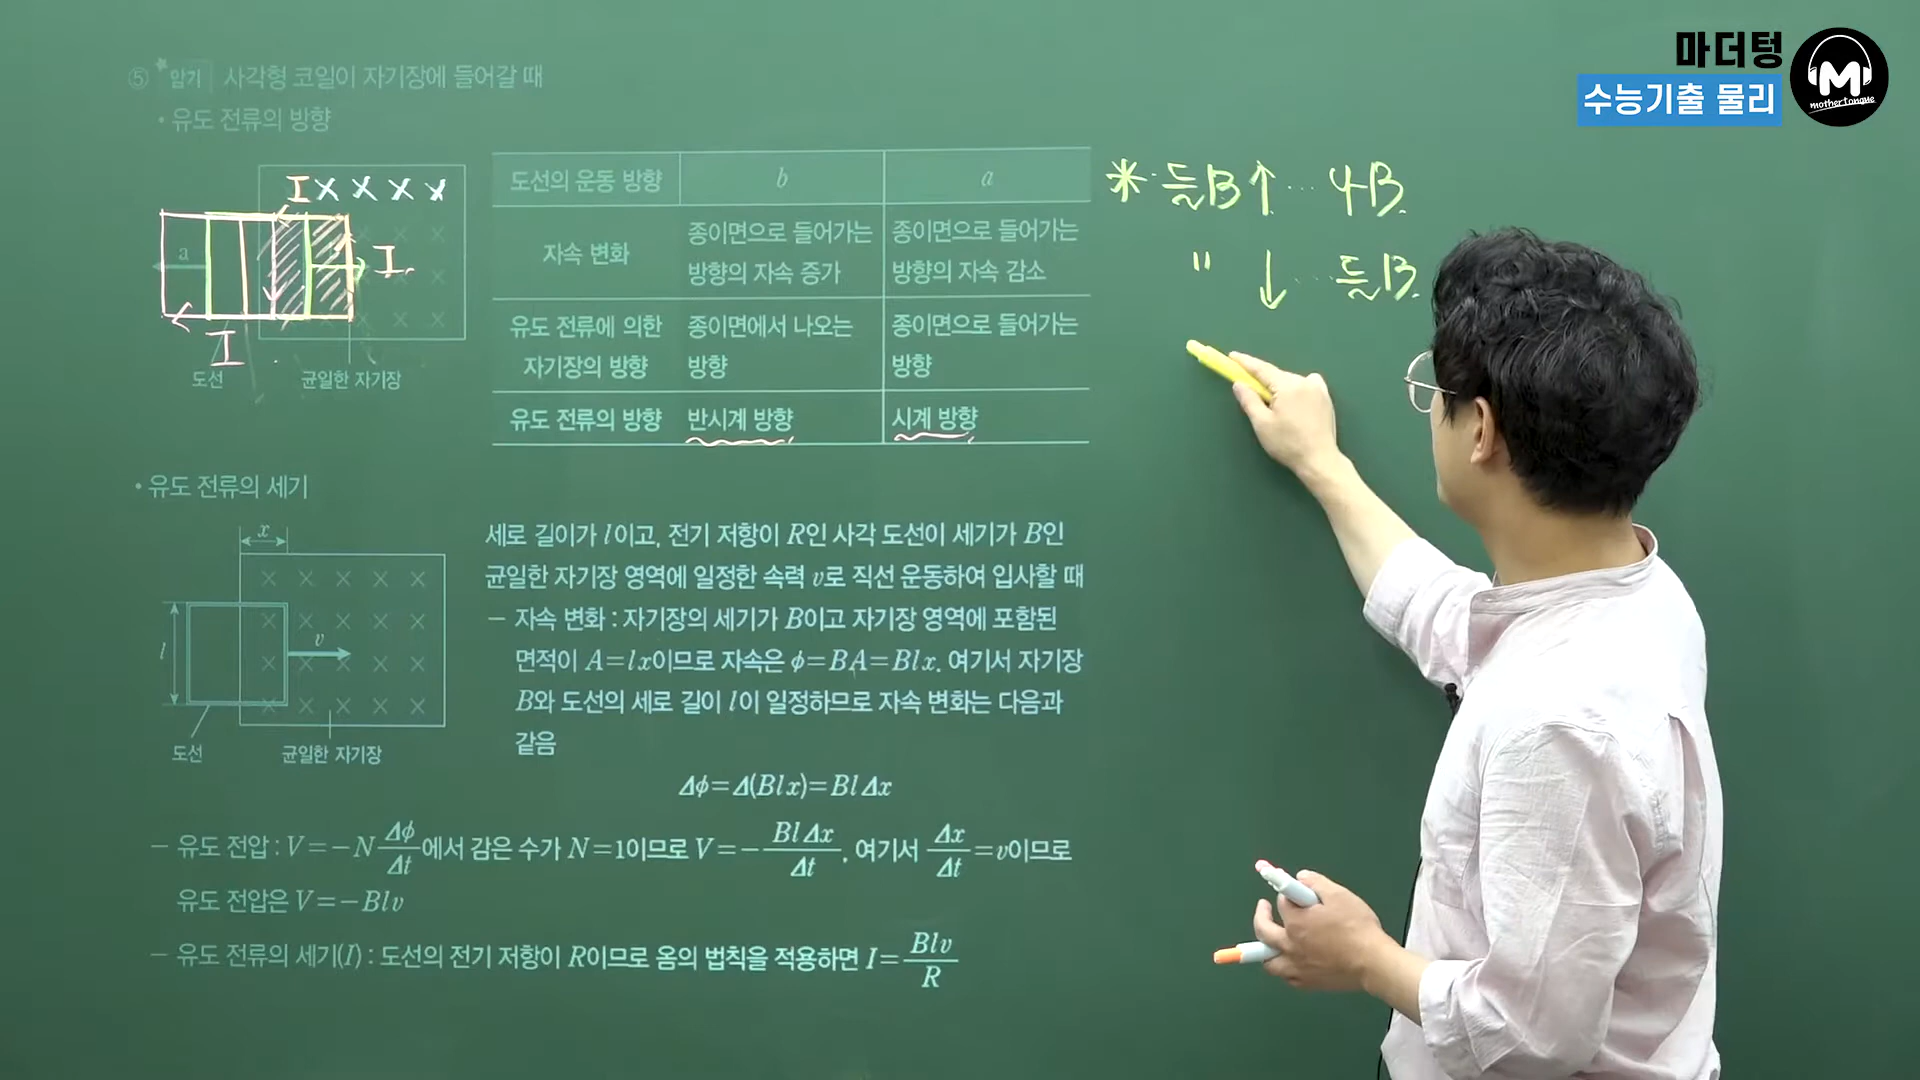 마더텅
수능기출 물리
M
mothertongue
⑤ 암기 사각형 코일이 자기장에 들어갈 때
• 유도 전류의 방향
I × × × ×
a
I
I
도선
균일한 자기장
도선의 운동 방향 b a
자속 변화 종이면으로 들어가는 방향의 자속 증가 종이면으로 들어가는 방향의 자속 감소
유도 전류에 의한 자기장의 방향 종이면에서 나오는 방향 종이면으로 들어가는 방향
유도 전류의 방향 반시계 방향 시계 방향
* 들B↑ … 나B.
" ↓ … 들B.
• 유도 전류의 세기
x
l
v
도선
균일한 자기장
세로 길이가 l이고, 전기 저항이 R인 사각 도선이 세기가 B인
균일한 자기장 영역에 일정한 속력 v로 직선 운동하여 입사할 때
− 자속 변화 : 자기장의 세기가 B이고 자기장 영역에 포함된
면적이 A=lx이므로 자속은 ϕ=BA=Blx. 여기서 자기장
B와 도선의 세로 길이 l이 일정하므로 자속 변화는 다음과
같음
Δϕ=Δ(Blx)=BlΔx
− 유도 전압 : V=−N Δϕ/Δt에서 감은 수가 N=1이므로 V=− BlΔx/Δt, 여기서 Δx/Δt=v이므로
유도 전압은 V=−Blv
− 유도 전류의 세기(I) : 도선의 전기 저항이 R이므로 옴의 법칙을 적용하면 I= Blv/R